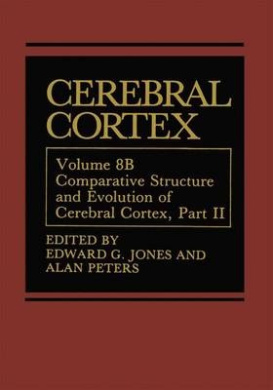 CEREBRAL
CORTEX
Volume 8B
Comparative Structure
and Evolution of
Cerebral Cortex, Part II
EDITED BY
EDWARD G. JONES AND
ALAN PETERS